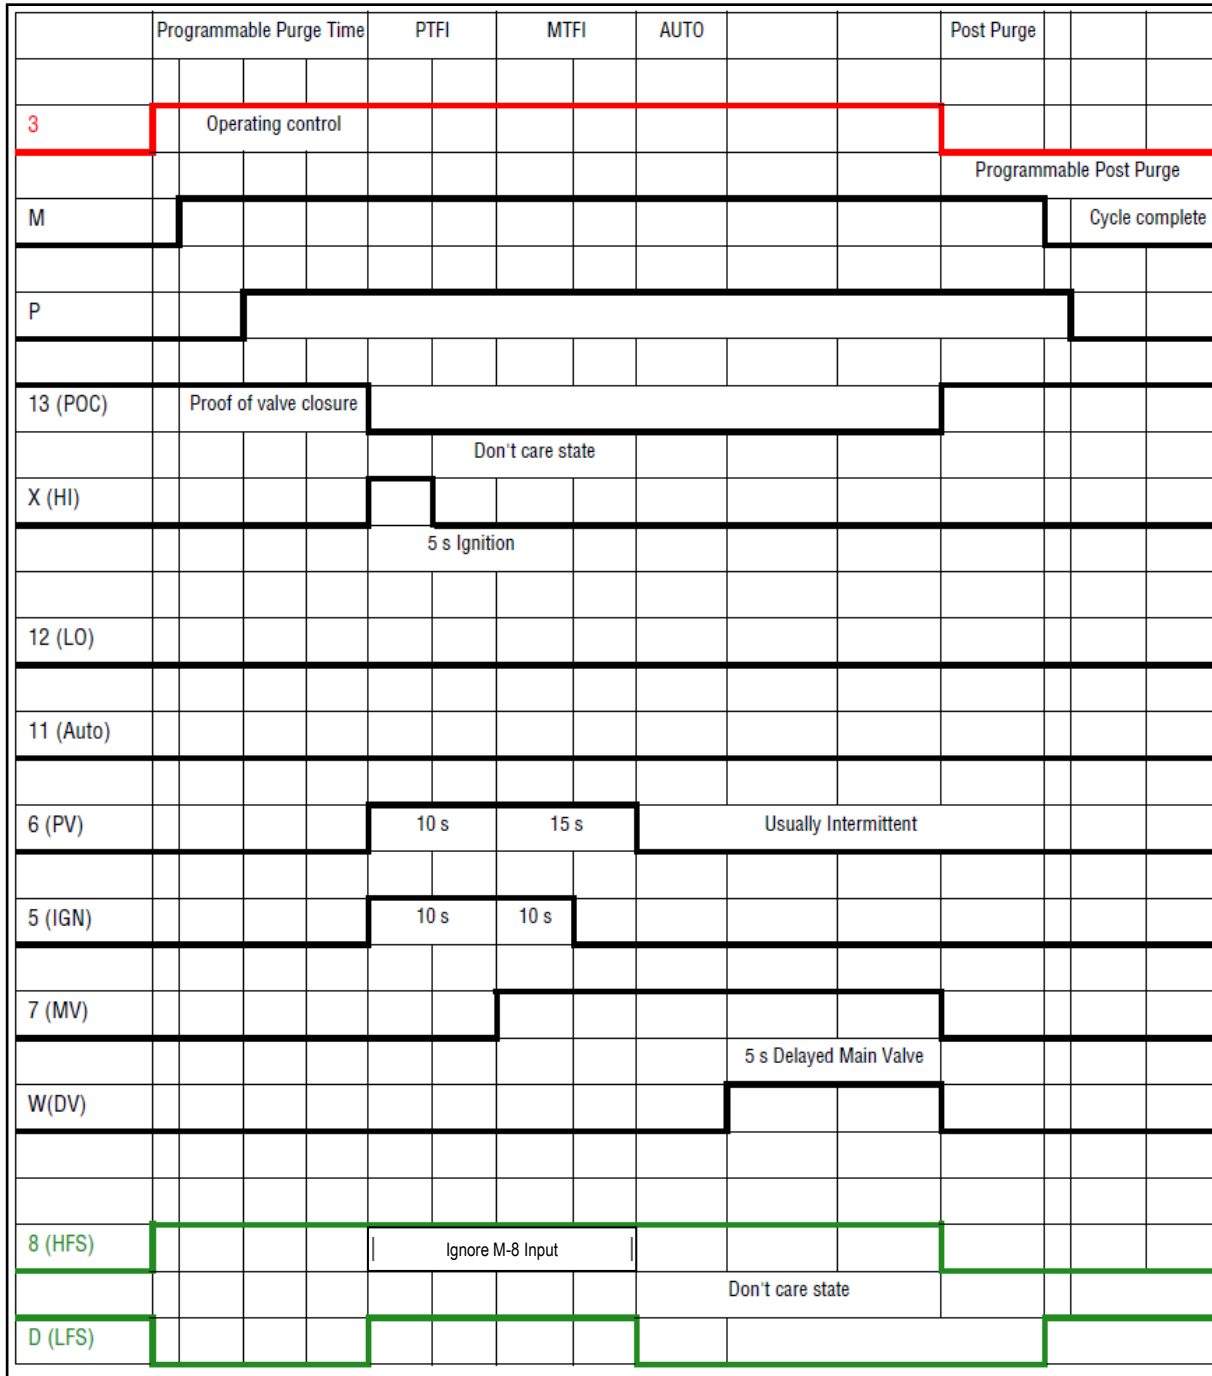 Programmable Purge Time PTFI MTFI AUTO Post Purge
3 Operating control
Programmable Post Purge
M Cycle complete
P
13 (POC) Proof of valve closure
Don't care state
X (HI)
5 s Ignition
12 (LO)
11 (Auto)
6 (PV) 10 s 15 s Usually Intermittent
5 (IGN) 10 s 10 s
7 (MV)
5 s Delayed Main Valve
W(DV)
8 (HFS) Ignore M-8 Input
Don't care state
D (LFS)